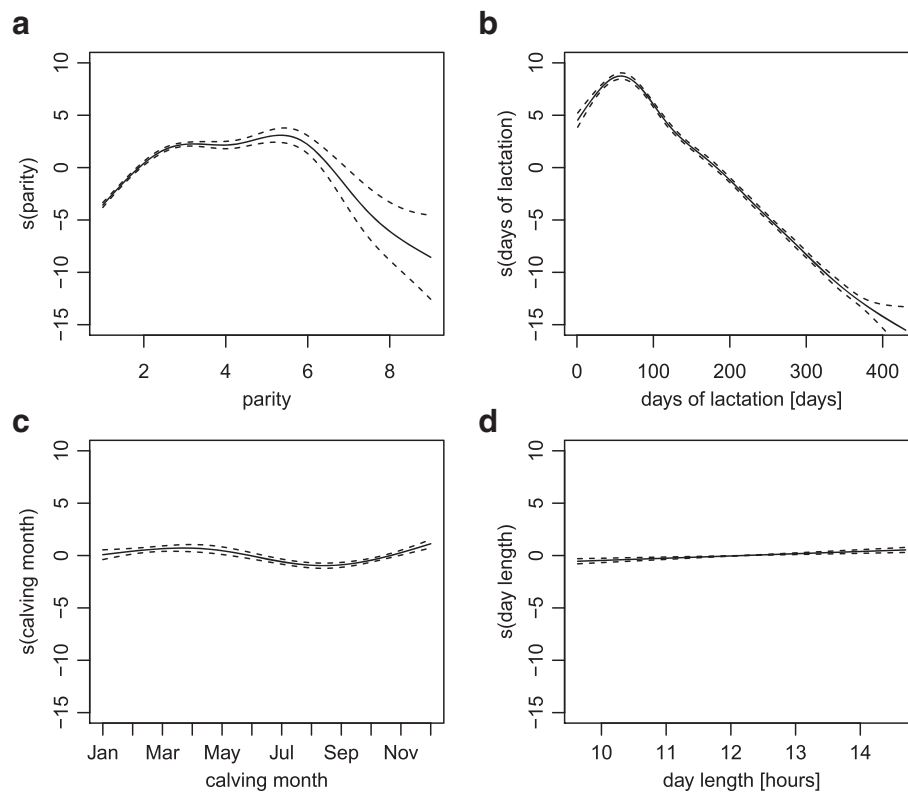 a
10
5
0
−5
−10
−15
s(parity)
2 4 6 8
parity
b
10
5
0
−5
−10
−15
s(days of lactation)
0 100 200 300 400
days of lactation [days]
c
10
5
0
−5
−10
−15
s(calving month)
Jan Mar May Jul Sep Nov
calving month
d
10
5
0
−5
−10
−15
s(day length)
10 11 12 13 14
day length [hours]